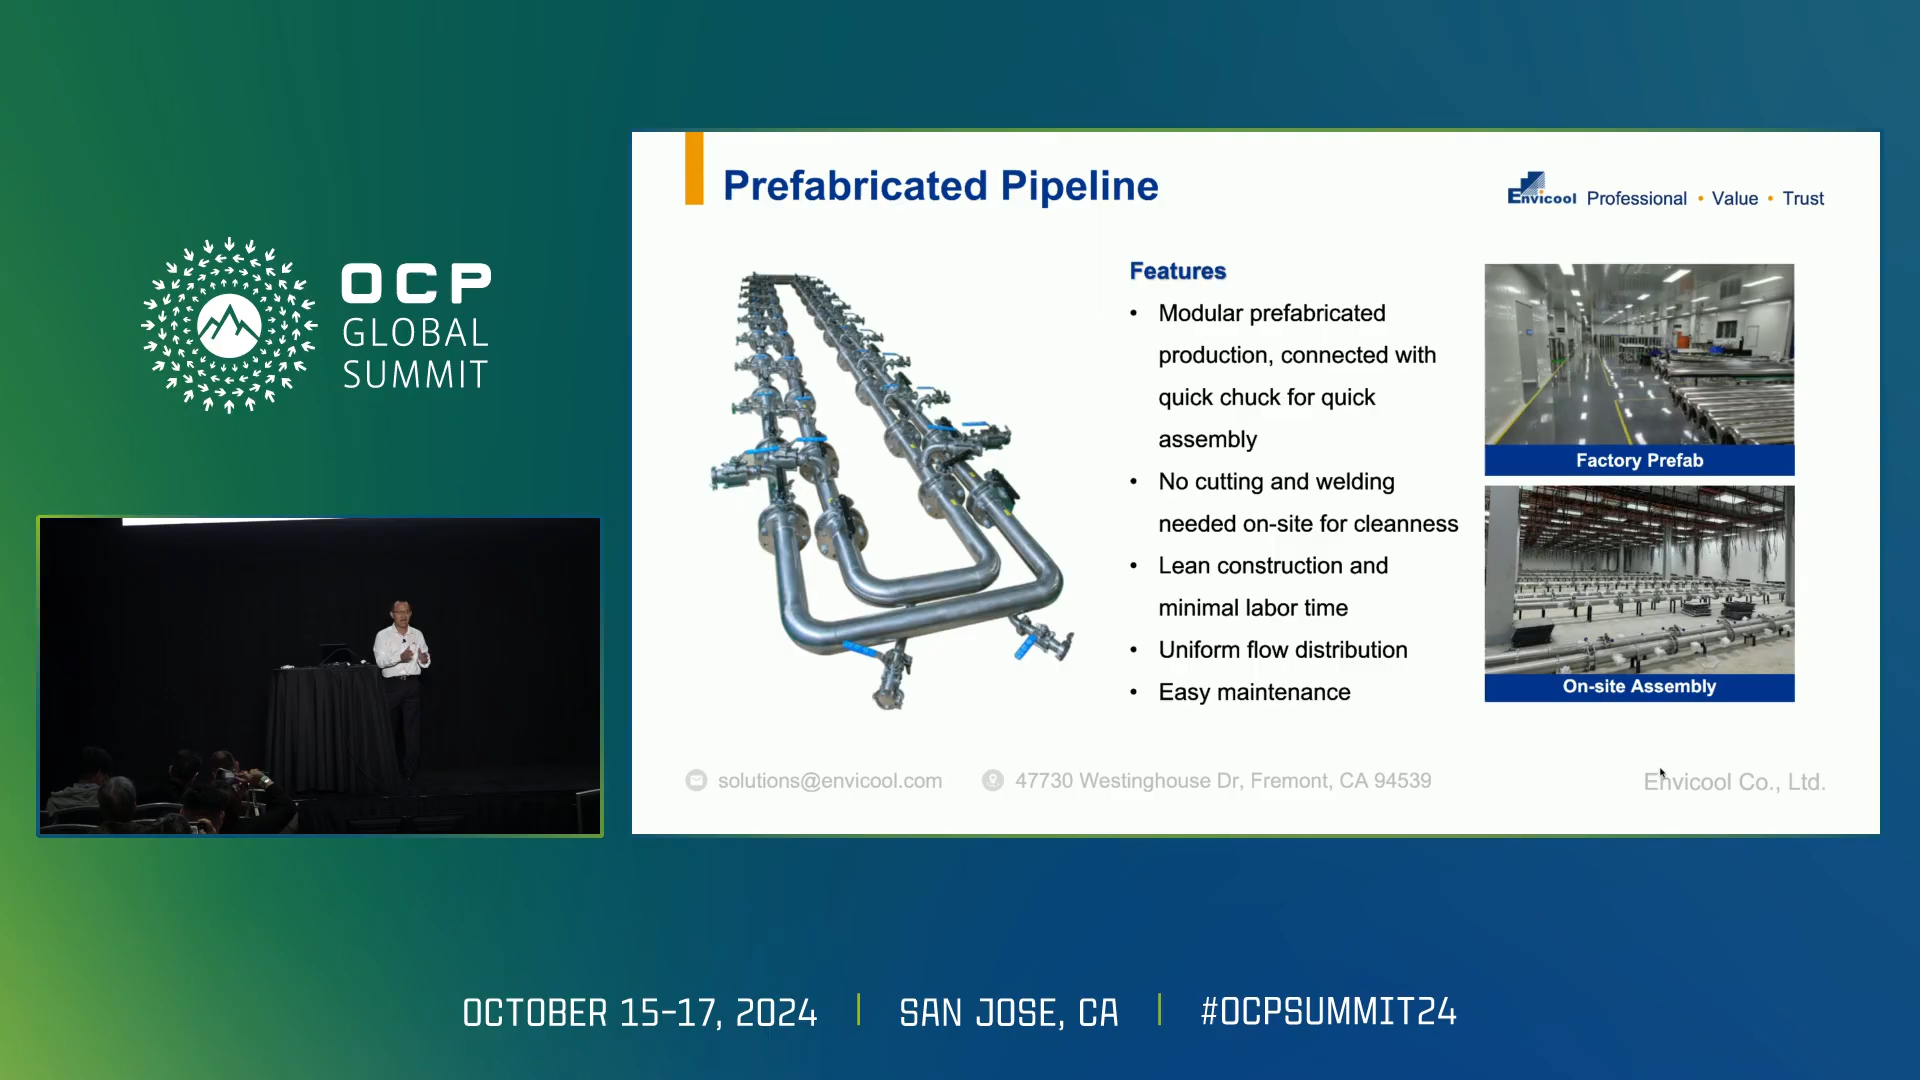 OCP
GLOBAL
SUMMIT
Prefabricated Pipeline
Envicool Professional • Value • Trust
Features
• Modular prefabricated
production, connected with
quick chuck for quick
assembly
• No cutting and welding
needed on-site for cleanness
• Lean construction and
minimal labor time
• Uniform flow distribution
• Easy maintenance
Factory Prefab
On-site Assembly
solutions@envicool.com
47730 Westinghouse Dr, Fremont, CA 94539
Envicool Co., Ltd.
OCTOBER 15-17, 2024 | SAN JOSE, CA | #OCPSUMMIT24